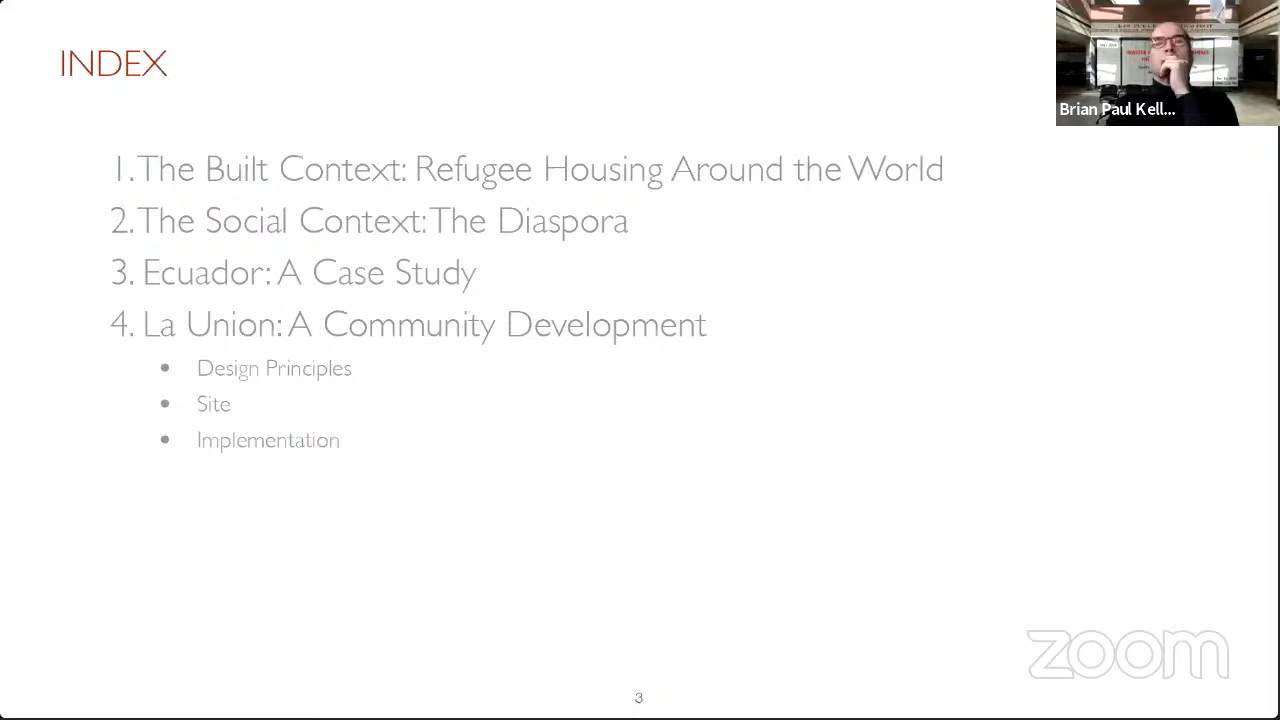 INDEX
Brian Paul Kell...
1. The Built Context: Refugee Housing Around the World
2. The Social Context: The Diaspora
3. Ecuador: A Case Study
4. La Union: A Community Development
• Design Principles
• Site
• Implementation
zoom
3